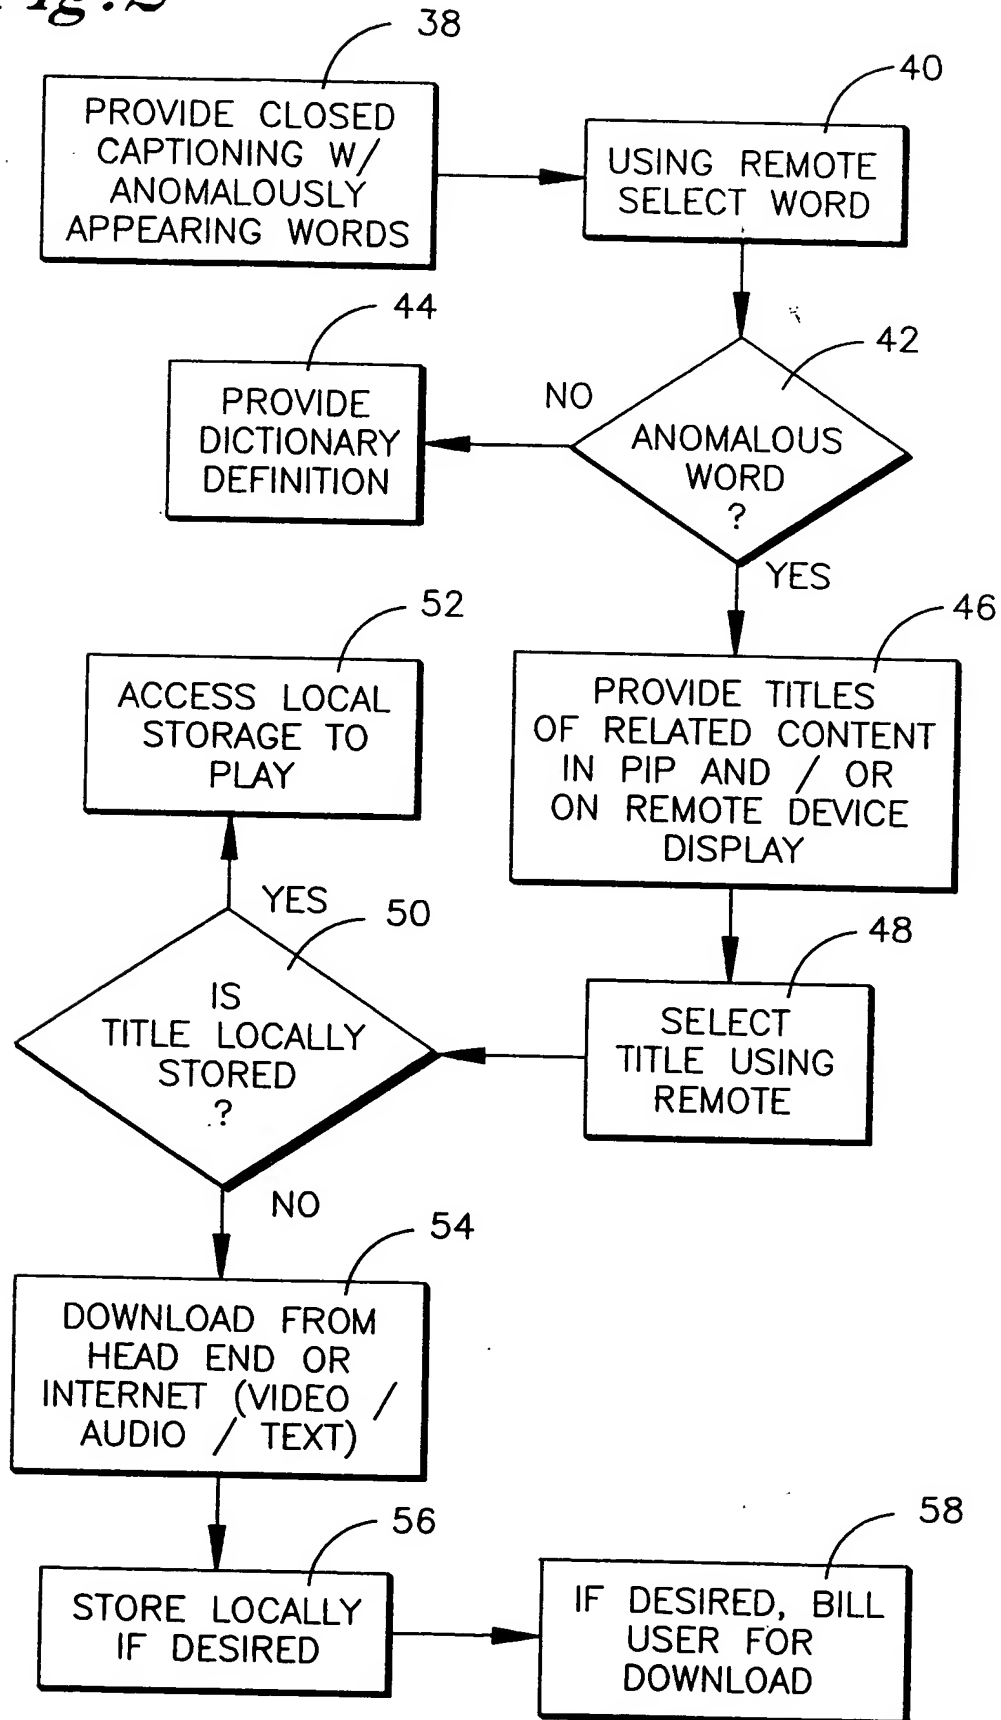 Fig.2
38
PROVIDE CLOSED
CAPTIONING W/
ANOMALOUSLY
APPEARING WORDS
40
USING REMOTE
SELECT WORD
42
ANOMALOUS
WORD
?
NO
44
PROVIDE
DICTIONARY
DEFINITION
YES
46
PROVIDE TITLES
OF RELATED CONTENT
IN PIP AND / OR
ON REMOTE DEVICE
DISPLAY
48
SELECT
TITLE USING
REMOTE
50
IS
TITLE LOCALLY
STORED
?
YES
52
ACCESS LOCAL
STORAGE TO
PLAY
NO
54
DOWNLOAD FROM
HEAD END OR
INTERNET (VIDEO /
AUDIO / TEXT)
56
STORE LOCALLY
IF DESIRED
58
IF DESIRED, BILL
USER FOR
DOWNLOAD